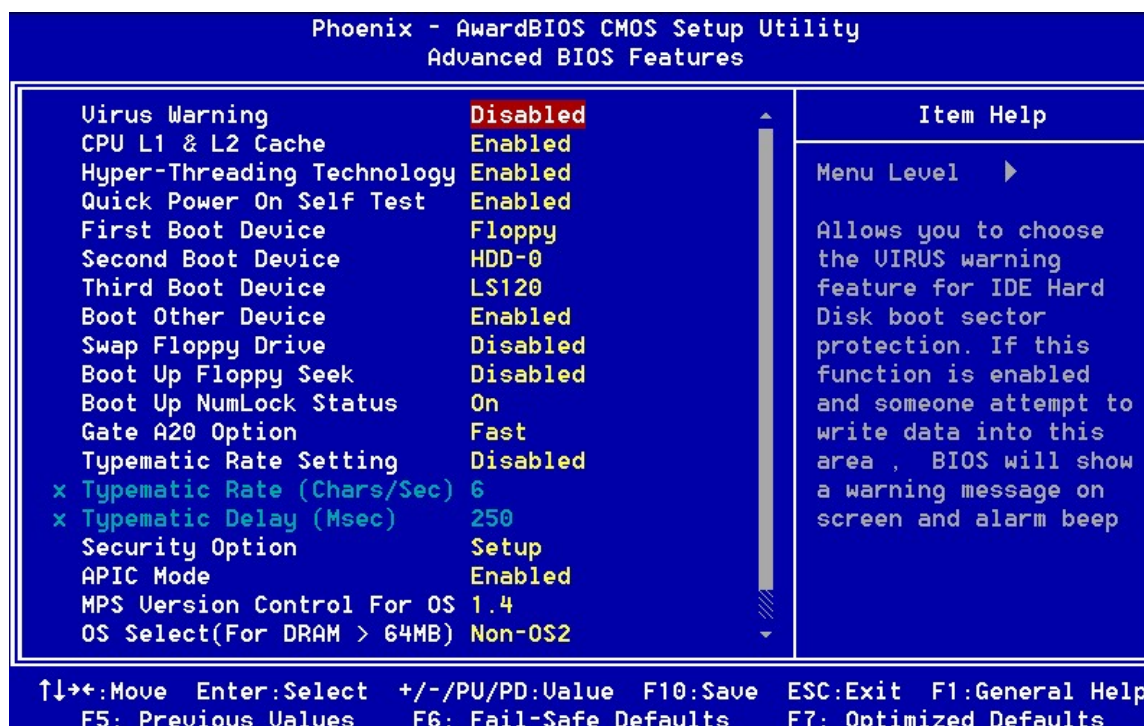 Phoenix - AwardBIOS CMOS Setup Utility
Advanced BIOS Features
Virus Warning Disabled
CPU L1 & L2 Cache Enabled
Hyper-Threading Technology Enabled
Quick Power On Self Test Enabled
First Boot Device Floppy
Second Boot Device HDD-0
Third Boot Device LS120
Boot Other Device Enabled
Swap Floppy Drive Disabled
Boot Up Floppy Seek Disabled
Boot Up NumLock Status On
Gate A20 Option Fast
Typematic Rate Setting Disabled
x Typematic Rate (Chars/Sec) 6
x Typematic Delay (Msec) 250
Security Option Setup
APIC Mode Enabled
MPS Version Control For OS 1.4
OS Select(For DRAM > 64MB) Non-OS2
Item Help
Menu Level ▶
Allows you to choose
the VIRUS warning
feature for IDE Hard
Disk boot sector
protection. If this
function is enabled
and someone attempt to
write data into this
area , BIOS will show
a warning message on
screen and alarm beep
↑↓→←:Move Enter:Select +/-/PU/PD:Value F10:Save ESC:Exit F1:General Help
F5: Previous Values F6: Fail-Safe Defaults F7: Optimized Defaults